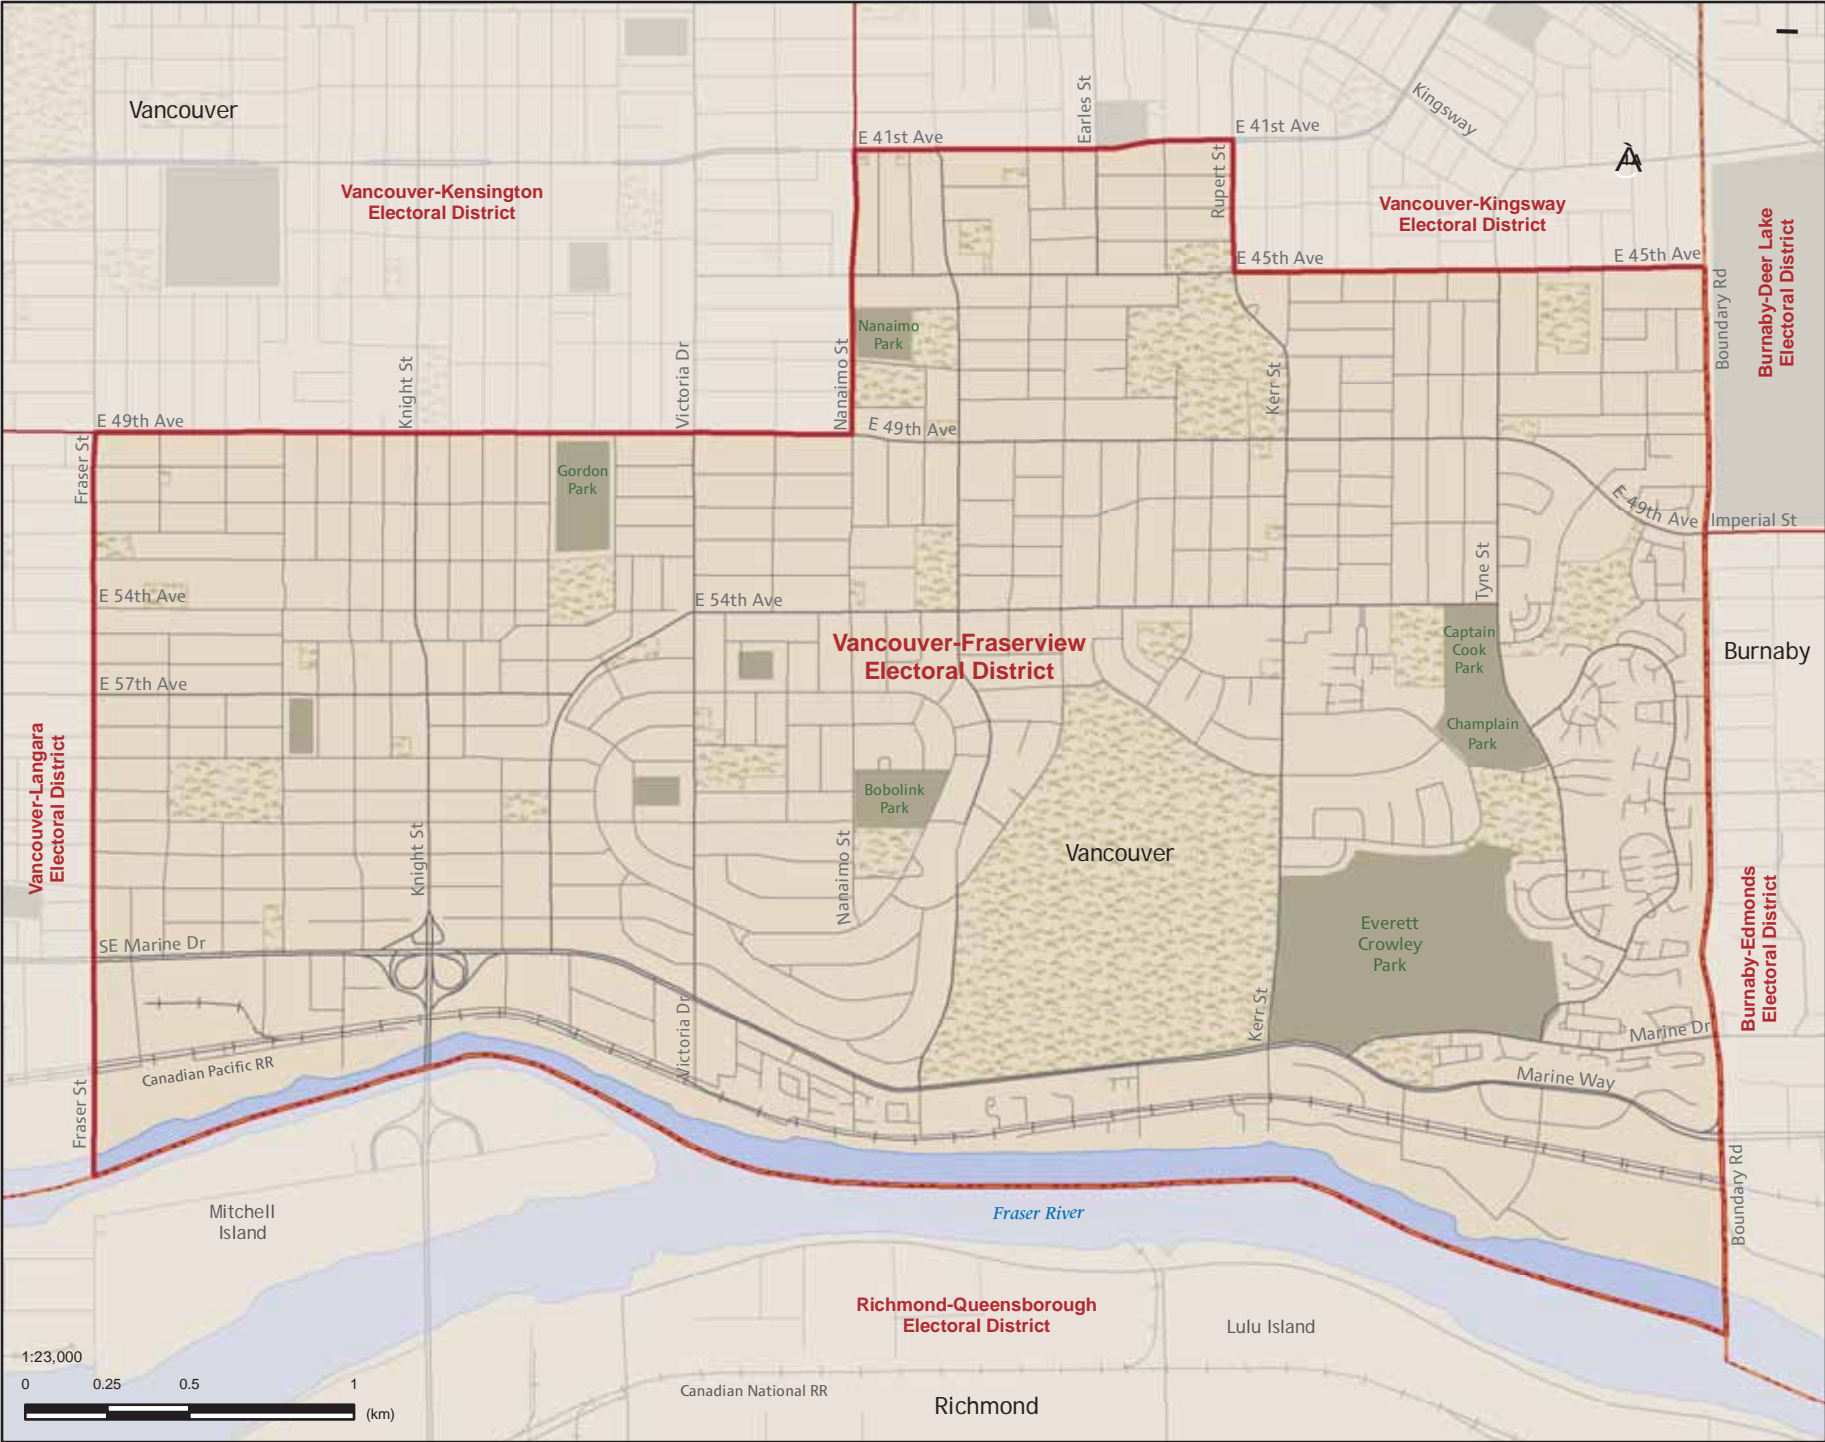 Vancouver
Earles St
Kingsway
E 41st Ave
E 41st Ave
Rupert St
Vancouver-Kensington
Electoral District
Vancouver-Kingsway
Electoral District
Burnaby-Deer Lake
Electoral District
E 45th Ave
E 45th Ave
Boundary Rd
Nanaimo
Park
Knight St
Victoria Dr
Nanaimo St
Kerr St
E 49th Ave
E 49th Ave
Fraser St
Gordon
Park
E 49th Ave
Imperial St
Tyne St
E 54th Ave
E 54th Ave
Vancouver-Fraserview
Electoral District
Captain
Cook
Park
Burnaby
E 57th Ave
Champlain
Park
Vancouver-Langara
Electoral District
Bobolink
Park
Knight St
Nanaimo St
Vancouver
Everett
Crowley
Park
Burnaby-Edmonds
Electoral District
SE Marine Dr
Victoria Dr
Kerr St
Marine Dr
Canadian Pacific RR
Marine Way
Fraser St
Boundary Rd
Mitchell
Island
Fraser River
Richmond-Queensborough
Electoral District
Lulu Island
1:23,000
0 0.25 0.5 1
(km)
Canadian National RR
Richmond